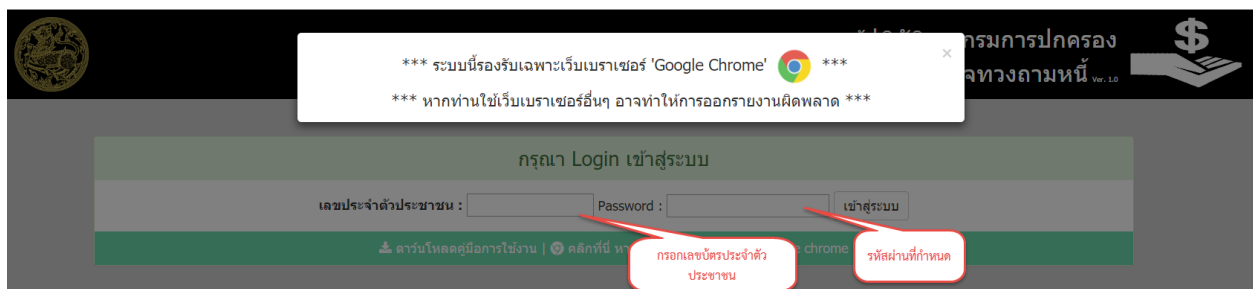 กรมการปกครอง
*** ระบบนี้รองรับเฉพาะเว็บเบราเซอร์ 'Google Chrome' *** ×
จทวงถามหนี้ Ver. 1.0
*** หากท่านใช้เว็บเบราเซอร์อื่นๆ อาจทำให้การออกรายงานผิดพลาด ***
กรุณา Login เข้าสู่ระบบ
เลขประจำตัวประชาชน : Password : เข้าสู่ระบบ
ดาว์นโหลดคู่มือการใช้งาน | คลิกที่นี่ หา chrome
กรอกเลขบัตรประจำตัว
ประชาชน
รหัสผ่านที่กำหนด